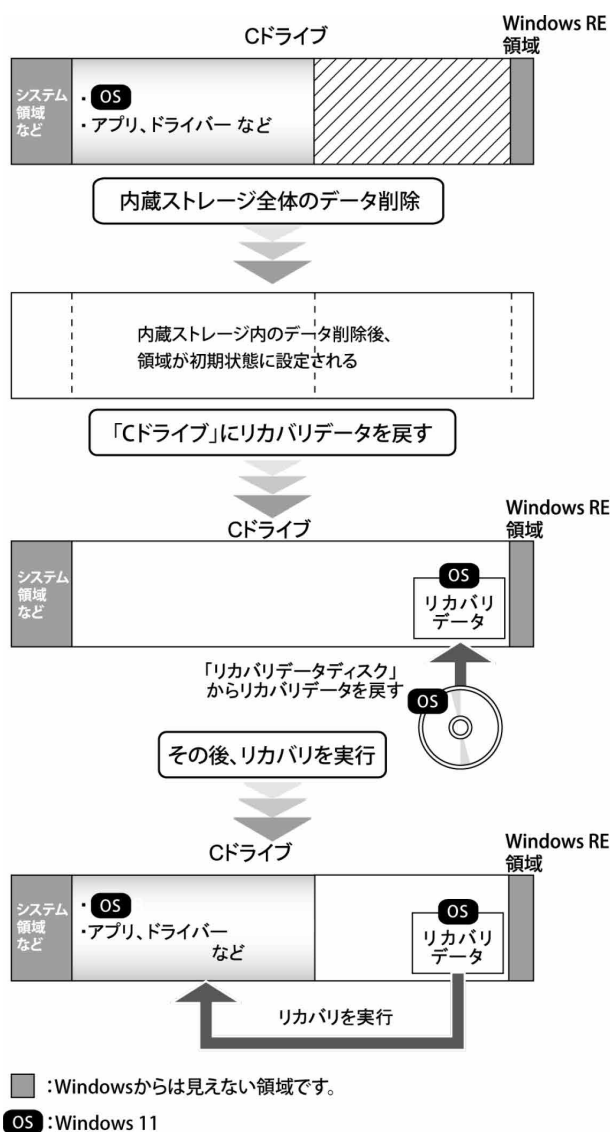 Cドライブ
Windows RE
領域
システム
領域
など
・OS
・アプリ、ドライバー など
内蔵ストレージ全体のデータ削除
内蔵ストレージ内のデータ削除後、
領域が初期状態に設定される
「Cドライブ」にリカバリデータを戻す
Cドライブ
Windows RE
領域
システム
領域
など
OS
リカバリ
データ
「リカバリデータディスク」
からリカバリデータを戻す
OS
その後、リカバリを実行
Cドライブ
Windows RE
領域
システム
領域
など
・OS
・アプリ、ドライバー
など
OS
リカバリ
データ
リカバリを実行
：Windowsからは見えない領域です。
OS：Windows 11